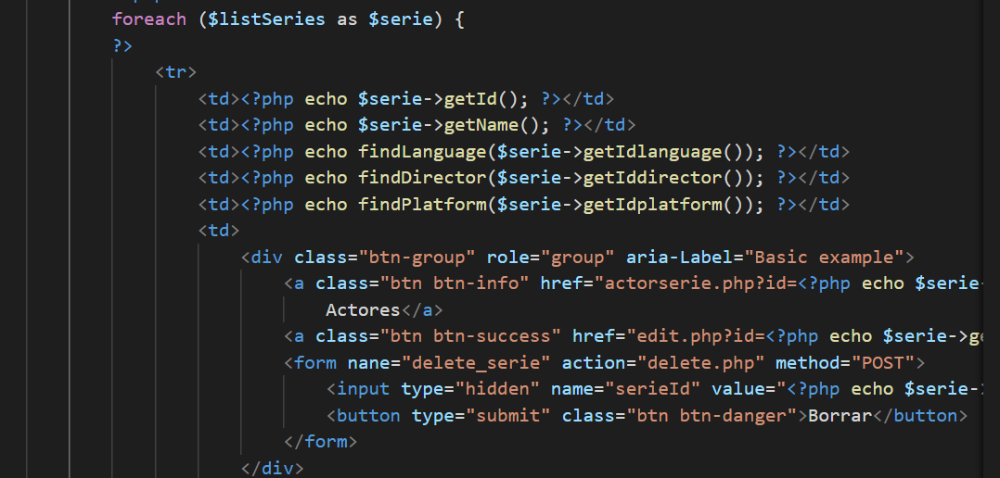 foreach ($listSeries as $serie) {
?>
<tr>
<td><?php echo $serie->getId(); ?></td>
<td><?php echo $serie->getName(); ?></td>
<td><?php echo findLanguage($serie->getIdlanguage()); ?></td>
<td><?php echo findDirector($serie->getIddirector()); ?></td>
<td><?php echo findPlatform($serie->getIdplatform()); ?></td>
<td>
<div class="btn-group" role="group" aria-Label="Basic example">
<a class="btn btn-info" href="actorserie.php?id=<?php echo $serie-
Actores</a>
<a class="btn btn-success" href="edit.php?id=<?php echo $serie->ge
<form nane="delete_serie" action="delete.php" method="POST">
<input type="hidden" name="serieId" value="<?php echo $serie->
<button type="submit" class="btn btn-danger">Borrar</button>
</form>
</div>